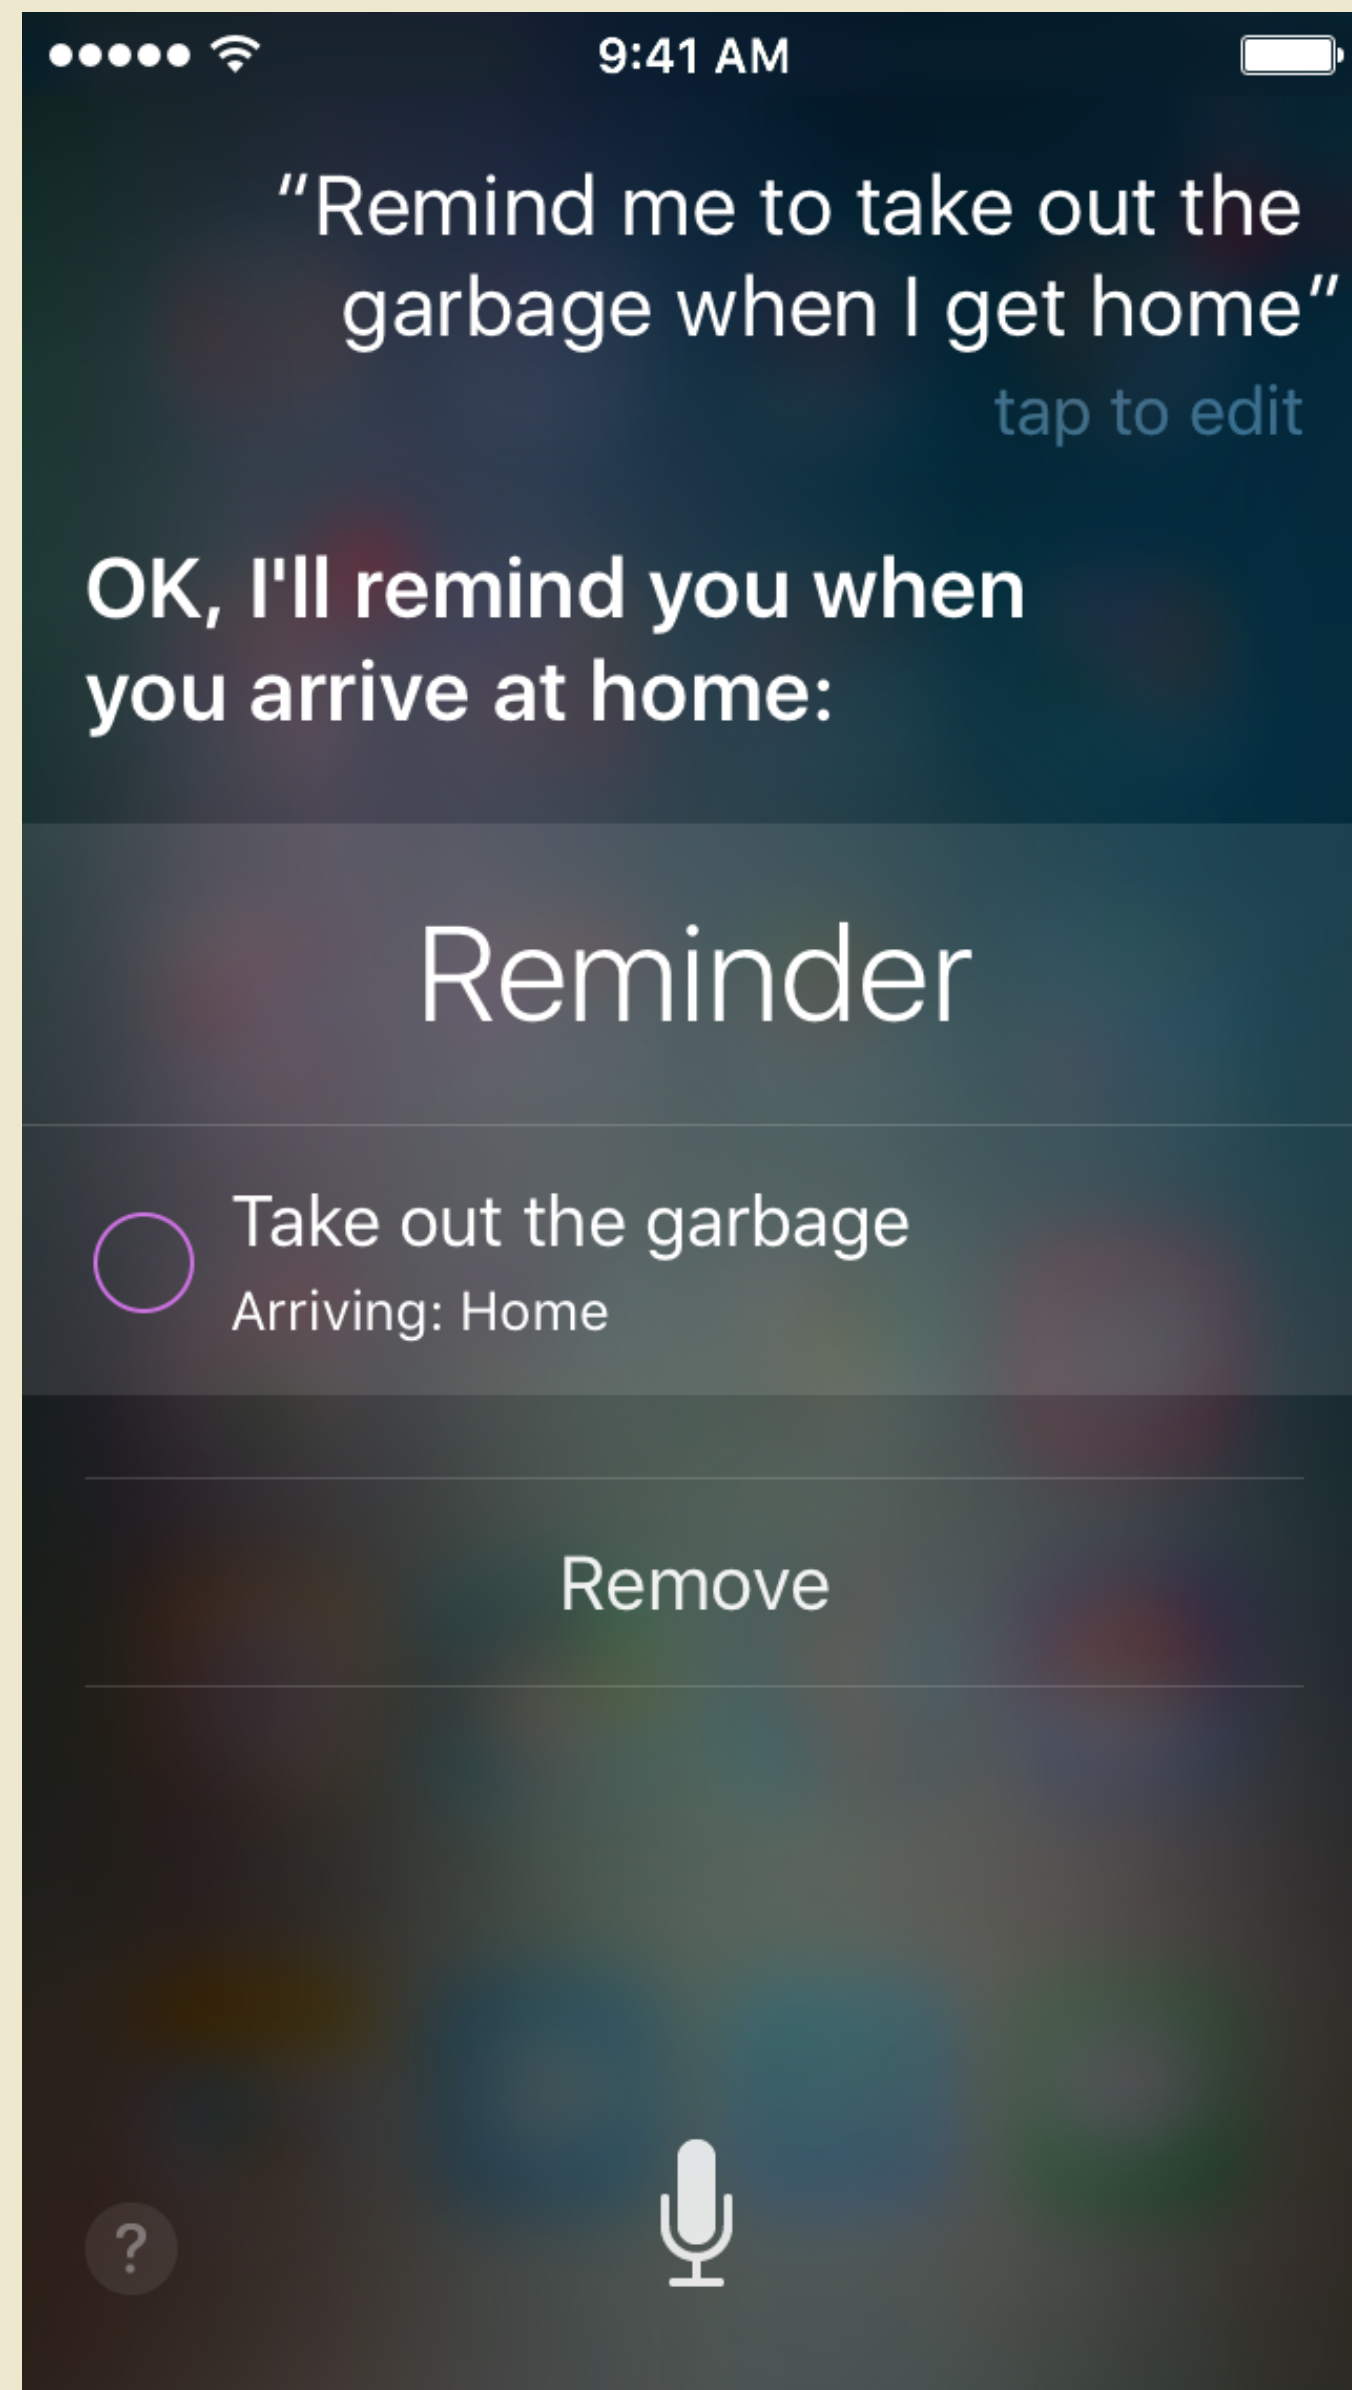 9:41 AM
“Remind me to take out the
garbage when I get home”
tap to edit
OK, I'll remind you when
you arrive at home:
Reminder
Take out the garbage
Arriving: Home
Remove
?